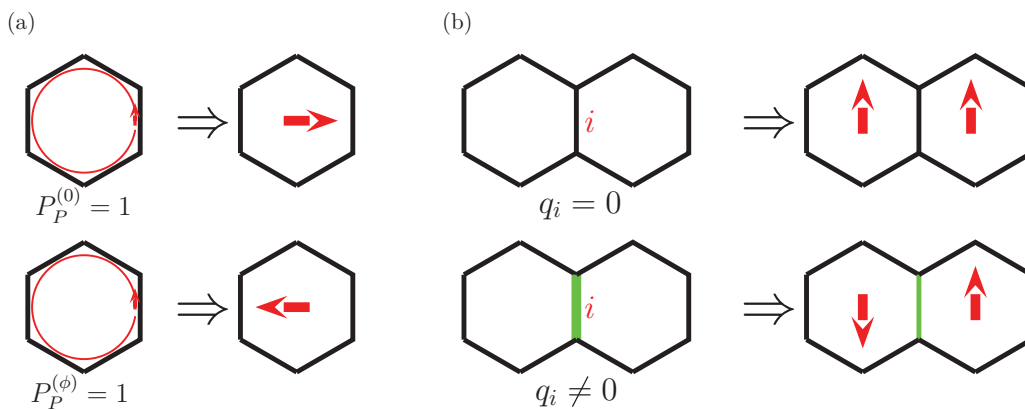 (a)
(b)
⇒
i
⇒
P_P^{(0)} = 1
q_i = 0
⇒
i
⇒
P_P^{(ϕ)} = 1
q_i ≠ 0